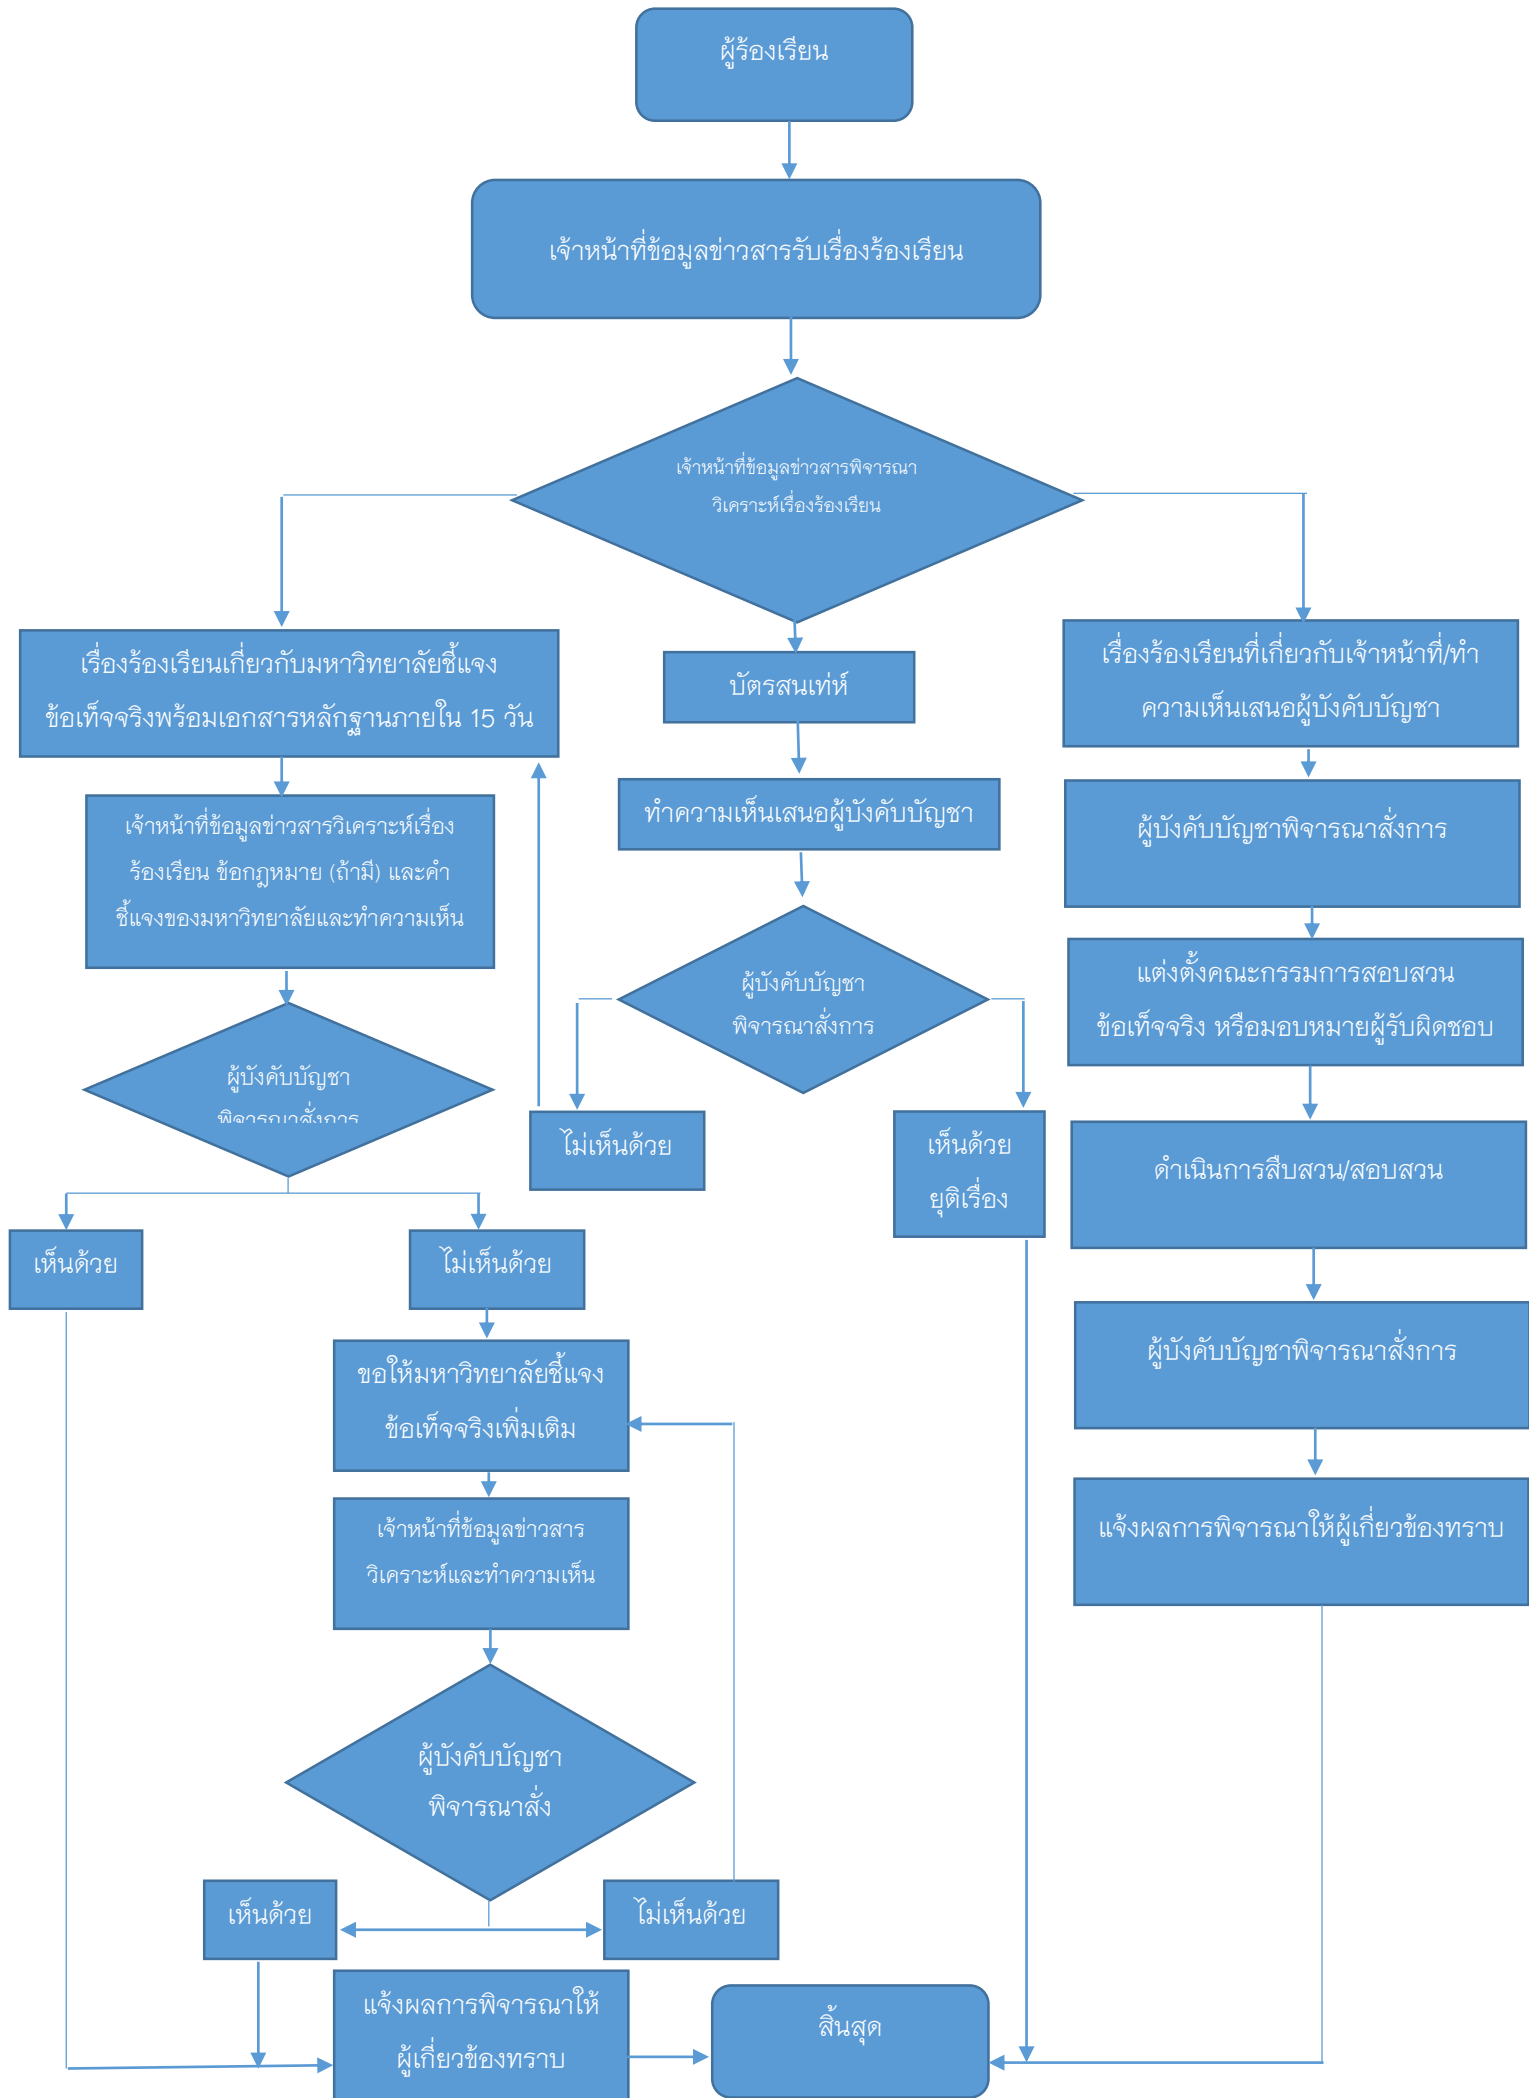 ผู้ร้องเรียน
เจ้าหน้าที่ข้อมูลข่าวสารรับเรื่องร้องเรียน
เจ้าหน้าที่ข้อมูลข่าวสารพิจารณา
วิเคราะห์เรื่องร้องเรียน
เรื่องร้องเรียนเกี่ยวกับมหาวิทยาลัยชี้แจง
ข้อเท็จจริงพร้อมเอกสารหลักฐานภายใน 15 วัน
เจ้าหน้าที่ข้อมูลข่าวสารวิเคราะห์เรื่อง
ร้องเรียน ข้อกฎหมาย (ถ้ามี) และคำ
ชี้แจงของมหาวิทยาลัยและทำความเห็น
ผู้บังคับบัญชา
พิจารณาสั่งการ
เห็นด้วย
ไม่เห็นด้วย
ขอให้มหาวิทยาลัยชี้แจง
ข้อเท็จจริงเพิ่มเติม
เจ้าหน้าที่ข้อมูลข่าวสาร
วิเคราะห์และทำความเห็น
ผู้บังคับบัญชา
พิจารณาสั่ง
เห็นด้วย
ไม่เห็นด้วย
แจ้งผลการพิจารณาให้
ผู้เกี่ยวข้องทราบ
บัตรสนเท่ห์
ทำความเห็นเสนอผู้บังคับบัญชา
ผู้บังคับบัญชา
พิจารณาสั่งการ
ไม่เห็นด้วย
เห็นด้วย
ยุติเรื่อง
เรื่องร้องเรียนที่เกี่ยวกับเจ้าหน้าที่/ทำ
ความเห็นเสนอผู้บังคับบัญชา
ผู้บังคับบัญชาพิจารณาสั่งการ
แต่งตั้งคณะกรรมการสอบสวน
ข้อเท็จจริง หรือมอบหมายผู้รับผิดชอบ
ดำเนินการสืบสวน/สอบสวน
ผู้บังคับบัญชาพิจารณาสั่งการ
แจ้งผลการพิจารณาให้ผู้เกี่ยวข้องทราบ
สิ้นสุด